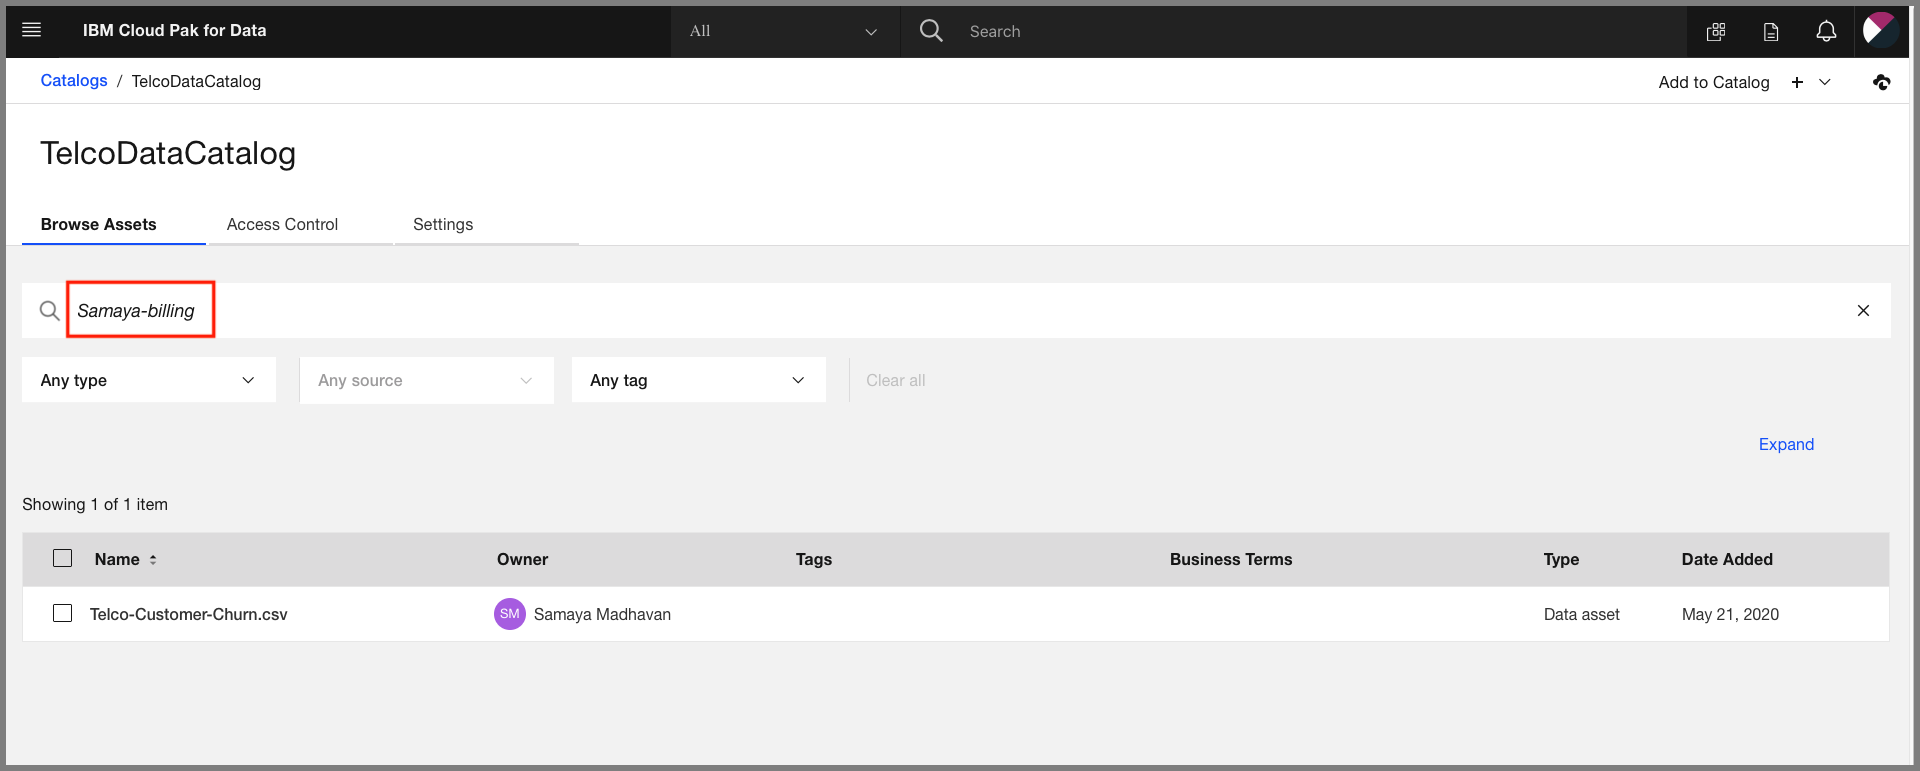 IBM Cloud Pak for Data All Search
Catalogs / TelcoDataCatalog Add to Catalog +
TelcoDataCatalog
Browse Assets Access Control Settings
Samaya-billing
Any type Any source Any tag Clear all
Expand
Showing 1 of 1 item
Name Owner Tags Business Terms Type Date Added
Telco-Customer-Churn.csv SM Samaya Madhavan Data asset May 21, 2020